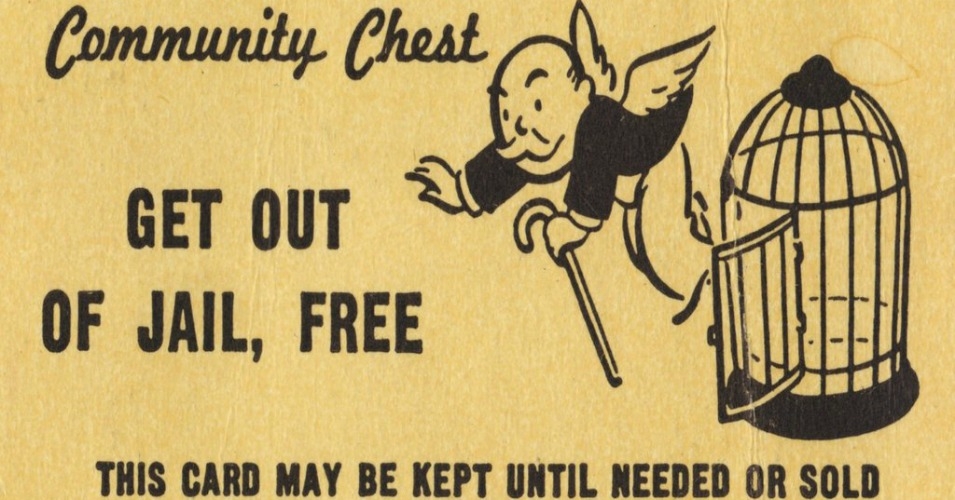 Community Chest
GET OUT
OF JAIL, FREE
THIS CARD MAY BE KEPT UNTIL NEEDED OR SOLD